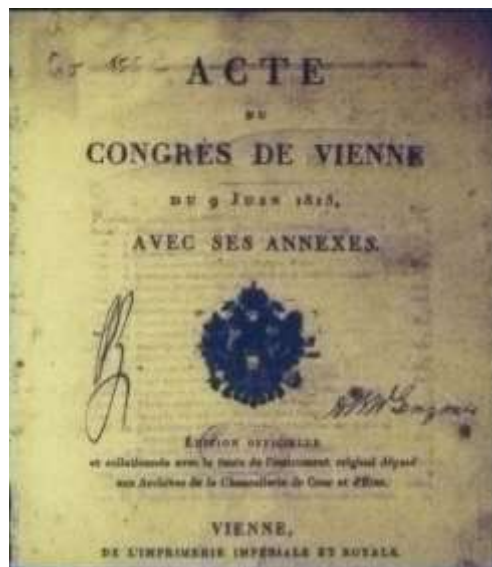 ACTE
DU
CONGRÈS DE VIENNE
DU 9 JUIN 1815,
AVEC SES ANNEXES.
ÉDITION OFFICIELLE
et collationnée avec le texte de l'instrument original déposé
aux Archives de la Chancellerie de Cour et d'État.
VIENNE,
DE L'IMPRIMERIE IMPÉRIALE ET ROYALE.